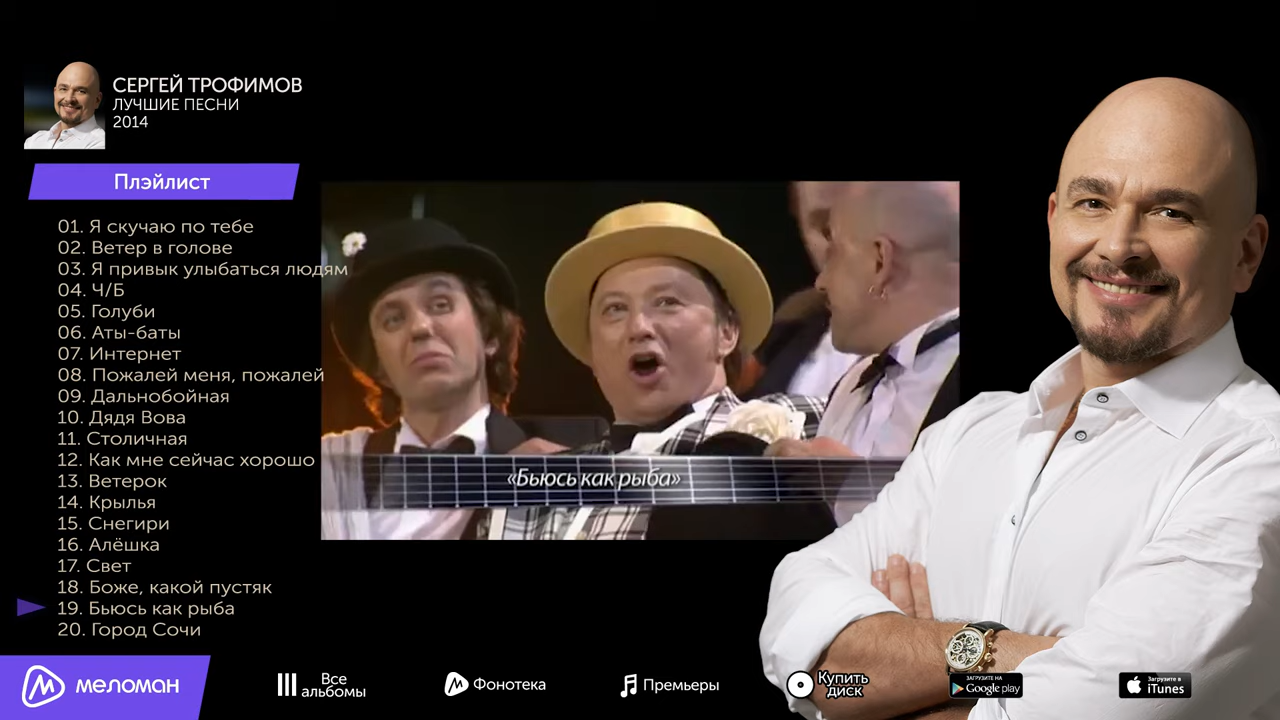 СЕРГЕЙ ТРОФИМОВ
ЛУЧШИЕ ПЕСНИ
2014
Плэйлист
01. Я скучаю по тебе
02. Ветер в голове
03. Я привык улыбаться людям
04. Ч/Б
05. Голуби
06. Аты-баты
07. Интернет
08. Пожалей меня, пожалей
09. Дальнобойная
10. Дядя Вова
11. Столичная
12. Как мне сейчас хорошо
13. Ветерок
14. Крылья
15. Снегири
16. Алёшка
17. Свет
18. Боже, какой пустяк
19. Бьюсь как рыба
20. Город Сочи
«Бьюсь как рыба»
меломан
Все
альбомы
Фонотека
Премьеры
Купить
диск
ЗАГРУЗИТЕ НА
Google play
Загрузите в
iTunes